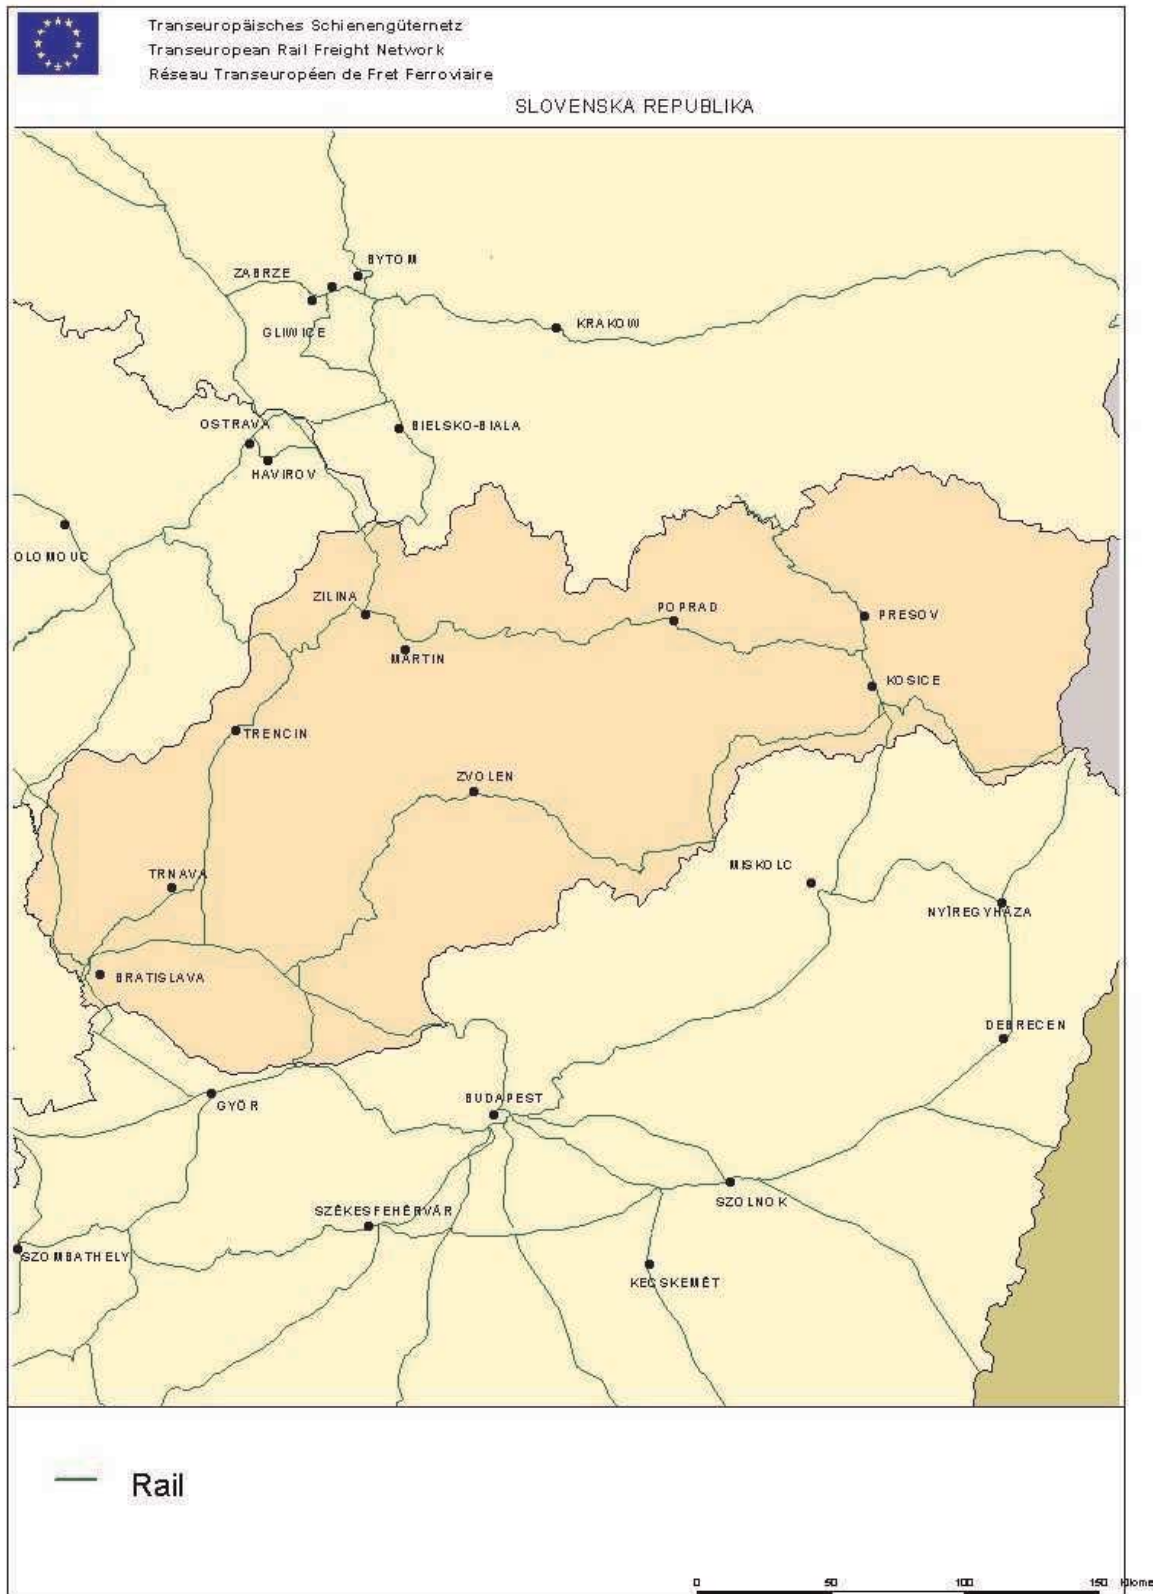 Transeuropäisches Schienengüternetz
Transeuropean Rail Freight Network
Réseau Transeuropéen de Fret Ferroviaire
SLOVENSKA REPUBLIKA
BYTOM
ZABRZE
GLIWICE
KRAKOW
OSTRAVA
BIELSKO-BIALA
HAVIROV
OLOMOUC
ZILINA
POPRAD
PRESOV
MARTIN
KOSICE
TRENCIN
ZVOLEN
MISKOLC
TRNAVA
NYÍREGYHÁZA
BRATISLAVA
DEBRECEN
BUDAPEST
GYÖR
SZOLNOK
SZÉKESFEHÉRVÁR
SZOMBATHELY
KECSKEMÉT
Rail
0 50 100 150 Kilome